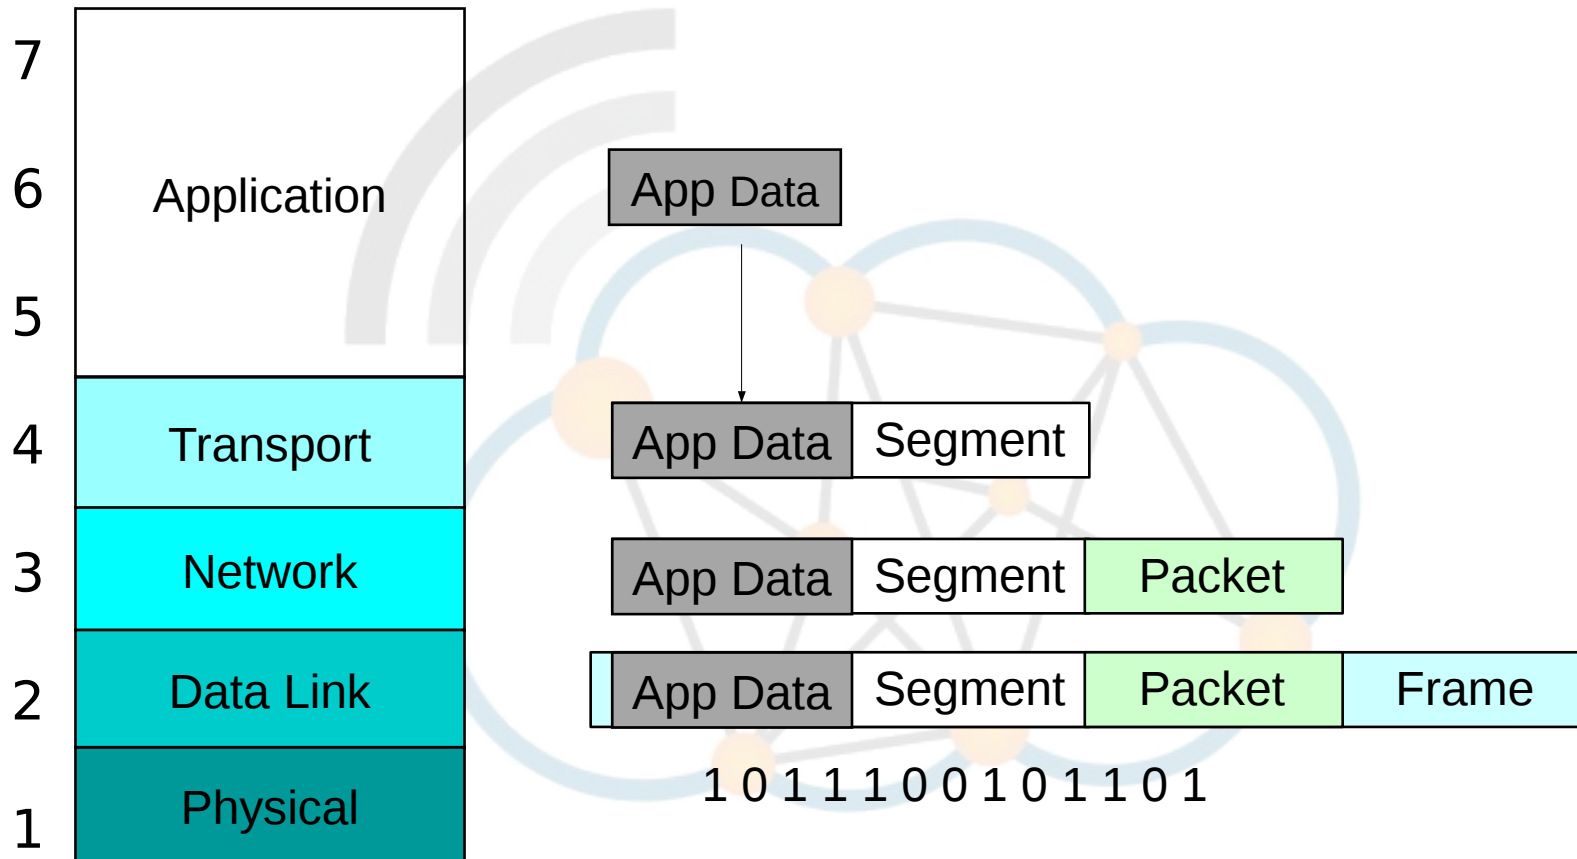 7
6 Application App Data
5
4 Transport App Data Segment
3 Network App Data Segment Packet
2 Data Link App Data Segment Packet Frame
1 0 1 1 1 0 0 1 0 1 1 0 1
1 Physical